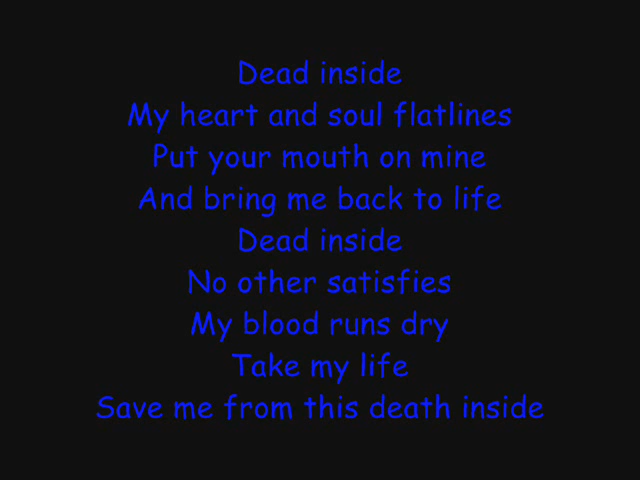 Dead inside
My heart and soul flatlines
Put your mouth on mine
And bring me back to life
Dead inside
No other satisfies
My blood runs dry
Take my life
Save me from this death inside